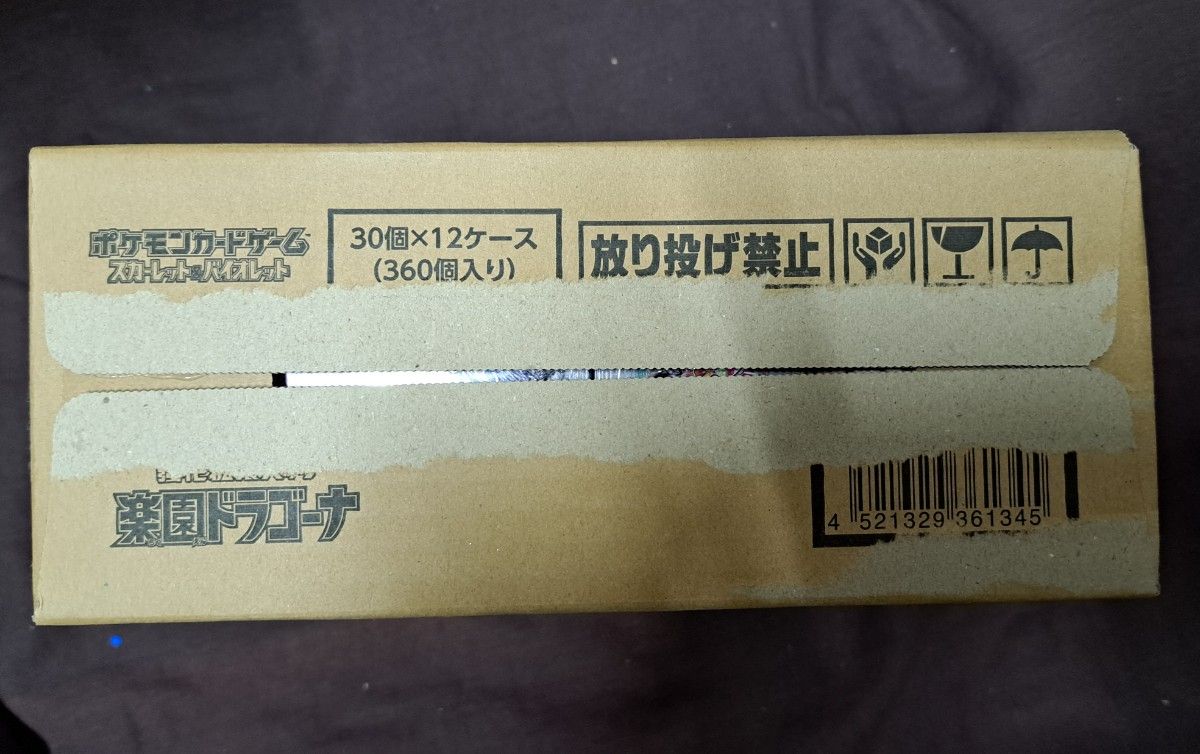 ポケモンカードゲーム
スカーレット&バイオレット
30個×12ケース
(360個入り)
放り投げ禁止
楽園ドラゴーナ
4 521329 361345